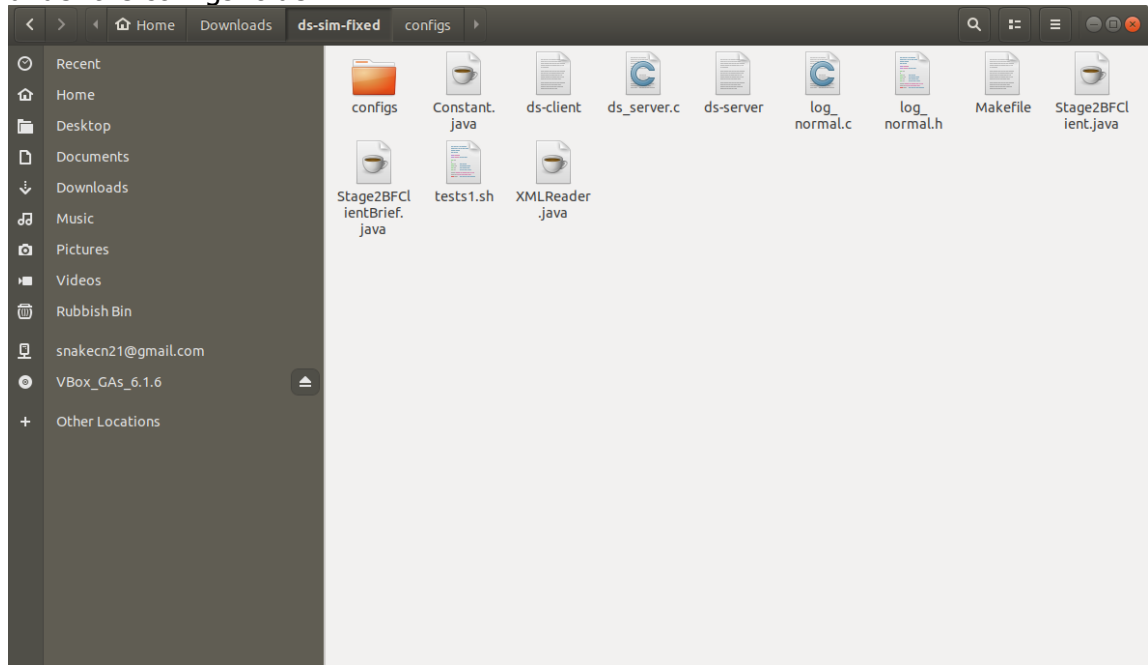 Home Downloads ds-sim-fixed configs
Recent
Home
Desktop
Documents
Downloads
Music
Pictures
Videos
Rubbish Bin
snakecn21@gmail.com
VBox_GAs_6.1.6
Other Locations
configs Constant. ds-client ds_server.c ds-server log_ log_ Makefile Stage2BFCl
java normal.c normal.h ient.java
Stage2BFCl tests1.sh XMLReader
ientBrief. .java
java